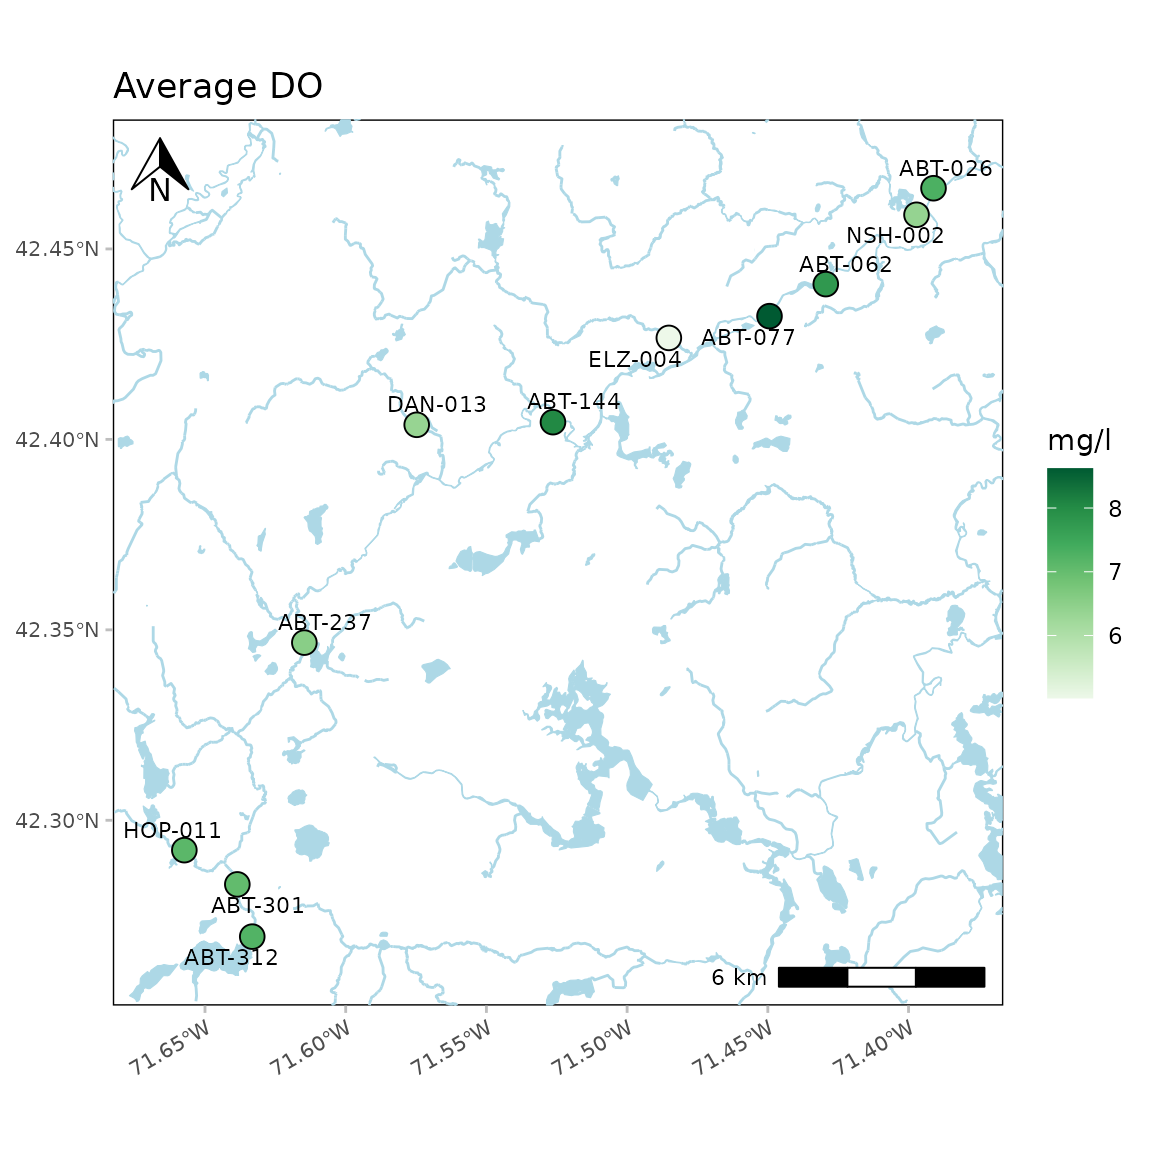 Average DO
N
ABT-026
NSH-002
42.45°N
ABT-062
ABT-077
ELZ-004
DAN-013
ABT-144
42.40°N
mg/l
8
7
6
ABT-237
42.35°N
42.30°N
HOP-011
ABT-301
ABT-312
6 km
71.65°W
71.60°W
71.55°W
71.50°W
71.45°W
71.40°W